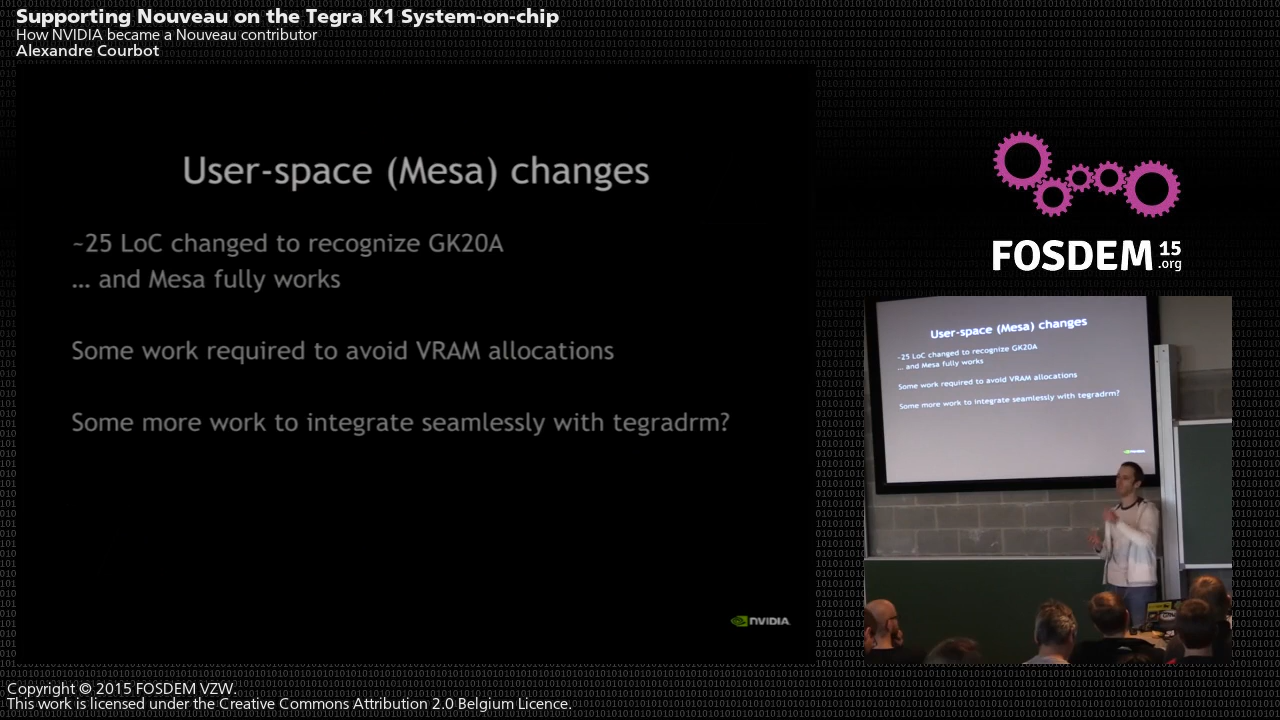 Supporting Nouveau on the Tegra K1 System-on-chip
How NVIDIA became a Nouveau contributor
Alexandre Courbot
User-space (Mesa) changes
~25 LoC changed to recognize GK20A
... and Mesa fully works
Some work required to avoid VRAM allocations
Some more work to integrate seamlessly with tegradrm?
NVIDIA
FOSDEM 15
.org
User-space (Mesa) changes
~25 LoC changed to recognize GK20A
... and Mesa fully works
Some work required to avoid VRAM allocations
Some more work to integrate seamlessly with tegradrm?
NVIDIA
Copyright © 2015 FOSDEM VZW.
This work is licensed under the Creative Commons Attribution 2.0 Belgium Licence.